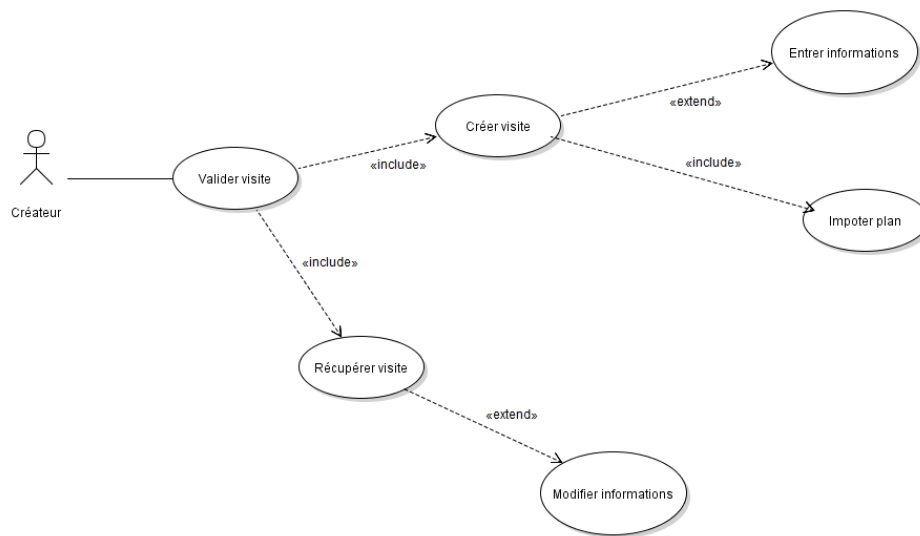 Entrer informations
«extend»
Créer visite
«include»
«include»
Valider visite
Créateur
Impoter plan
«include»
Récupérer visite
«extend»
Modifier informations